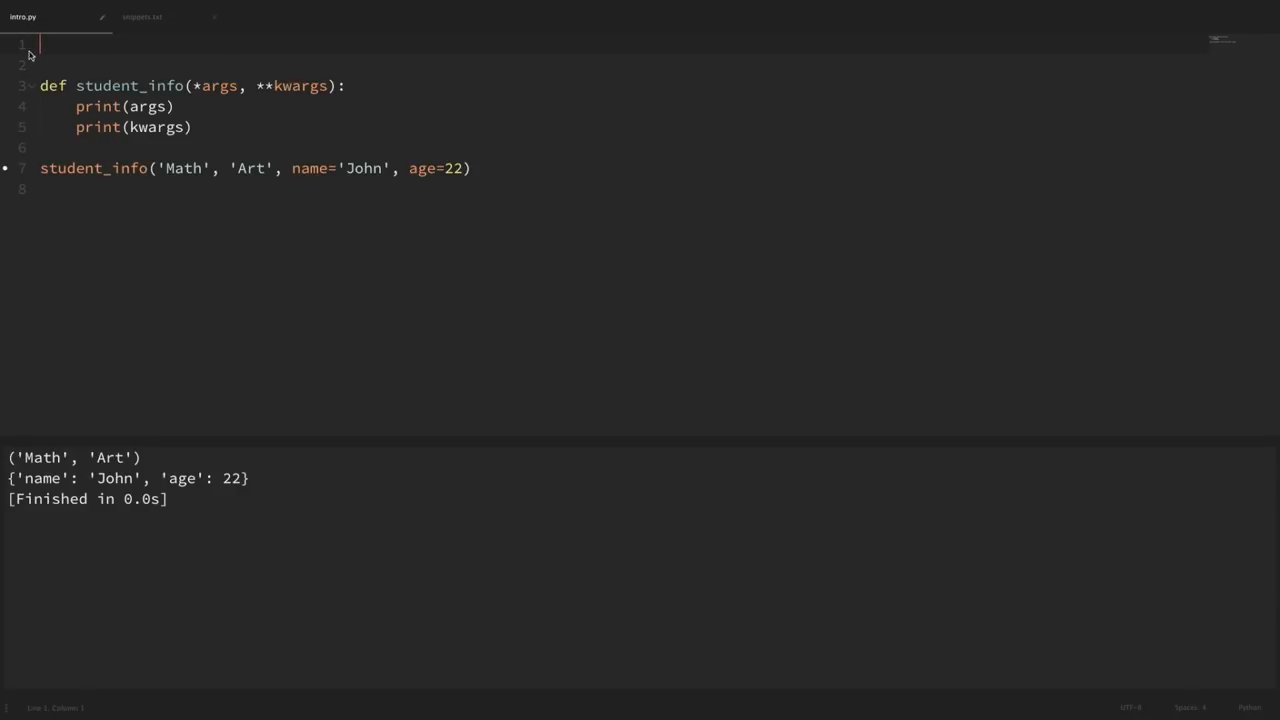 intro.py snippets.txt
1
2
3 def student_info(*args, **kwargs):
4     print(args)
5     print(kwargs)
6
7 student_info('Math', 'Art', name='John', age=22)
8
('Math', 'Art')
{'name': 'John', 'age': 22}
[Finished in 0.0s]
Line 1, Column 1 UTF-8 Spaces: 4 Python